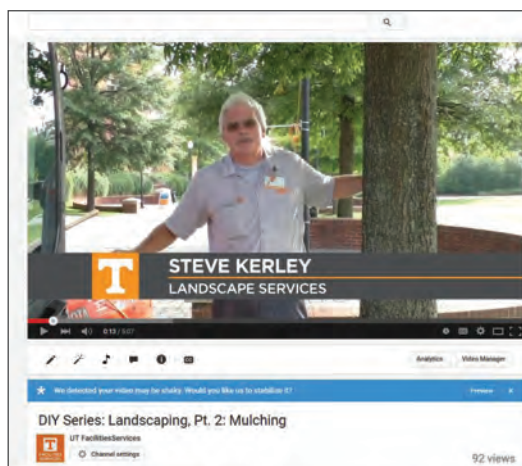 T
STEVE KERLEY
LANDSCAPE SERVICES
0:13 / 5:07
Analytics
Video Manager
We detected your video may be shaky. Would you like us to stabilize it?
Preview
×
DIY Series: Landscaping, Pt. 2: Mulching
UT FacilitiesServices
Channel settings
92 views